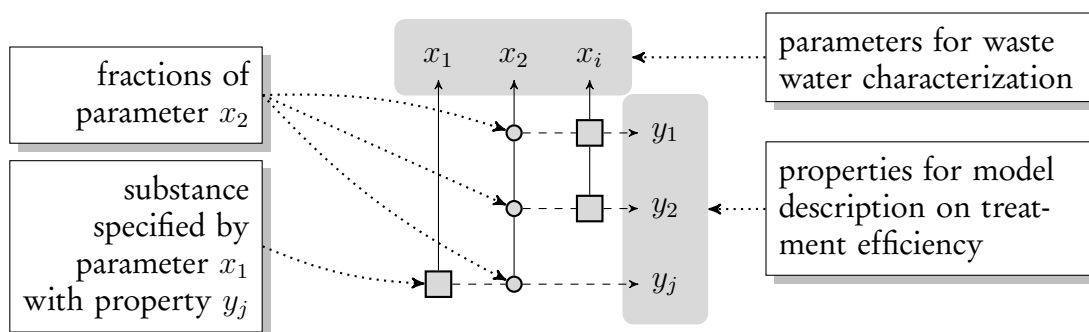 fractions of
parameter x₂
substance
specified by
parameter x₁
with property yⱼ
x₁ x₂ xᵢ
y₁
y₂
yⱼ
parameters for waste
water characterization
properties for model
description on treat-
ment efficiency